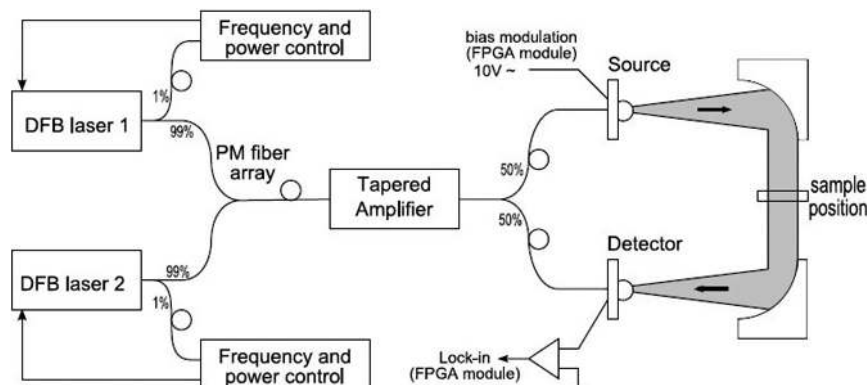 Frequency and
power control
1%
DFB laser 1
99%
PM fiber
array
Tapered
Amplifier
99%
DFB laser 2
1%
Frequency and
power control
bias modulation
(FPGA module)
10V ~
Source
50%
50%
sample
position
Detector
Lock-in
(FPGA module)